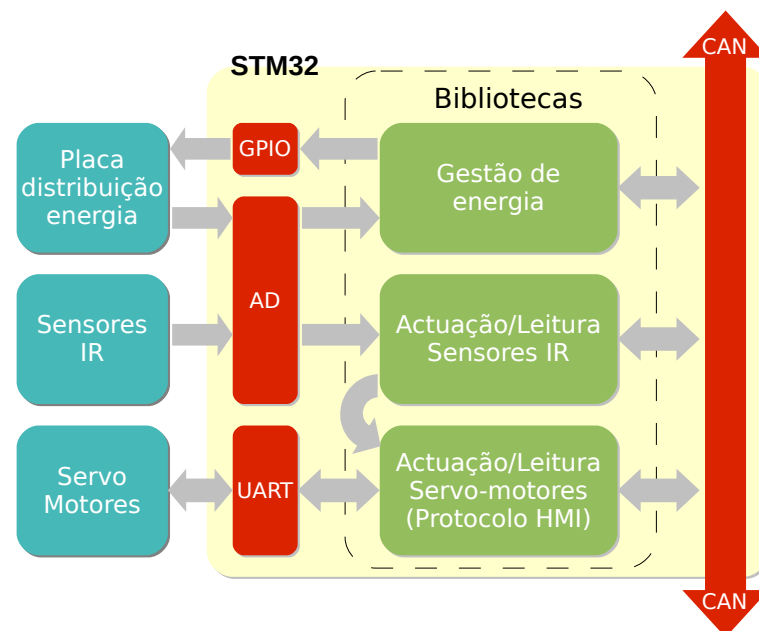 CAN
STM32
Bibliotecas
Placa
distribuição
energia
GPIO
Gestão de
energia
Sensores
IR
AD
Actuação/Leitura
Sensores IR
Servo
Motores
UART
Actuação/Leitura
Servo-motores
(Protocolo HMI)
CAN